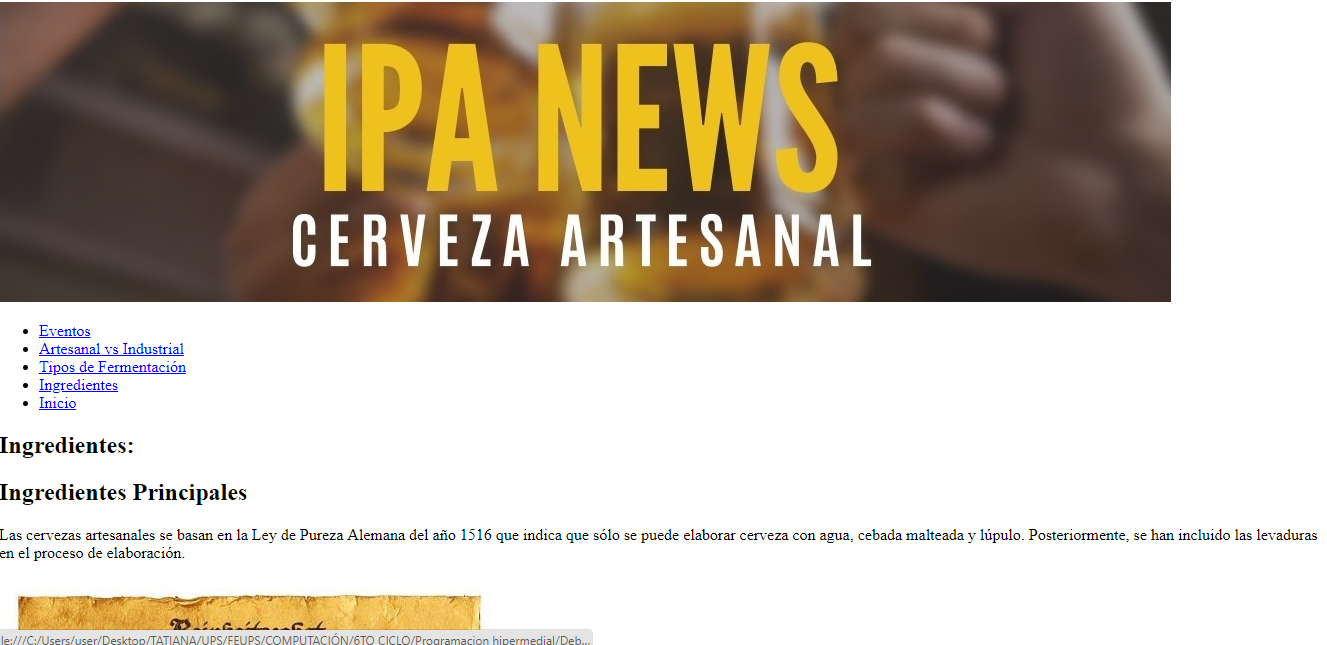 IPA NEWS
CERVEZA ARTESANAL
Eventos
Artesanal vs Industrial
Tipos de Fermentación
Ingredientes
Inicio
Ingredientes:
Ingredientes Principales
Las cervezas artesanales se basan en la Ley de Pureza Alemana del año 1516 que indica que sólo se puede elaborar cerveza con agua, cebada malteada y lúpulo. Posteriormente, se han incluido las levaduras
en el proceso de elaboración.
le:///C:/Users/user/Desktop/TATIANA/UPS/FEUPS/COMPUTACIÓN/6TO CICLO/Programacion hipermedial/Deb...